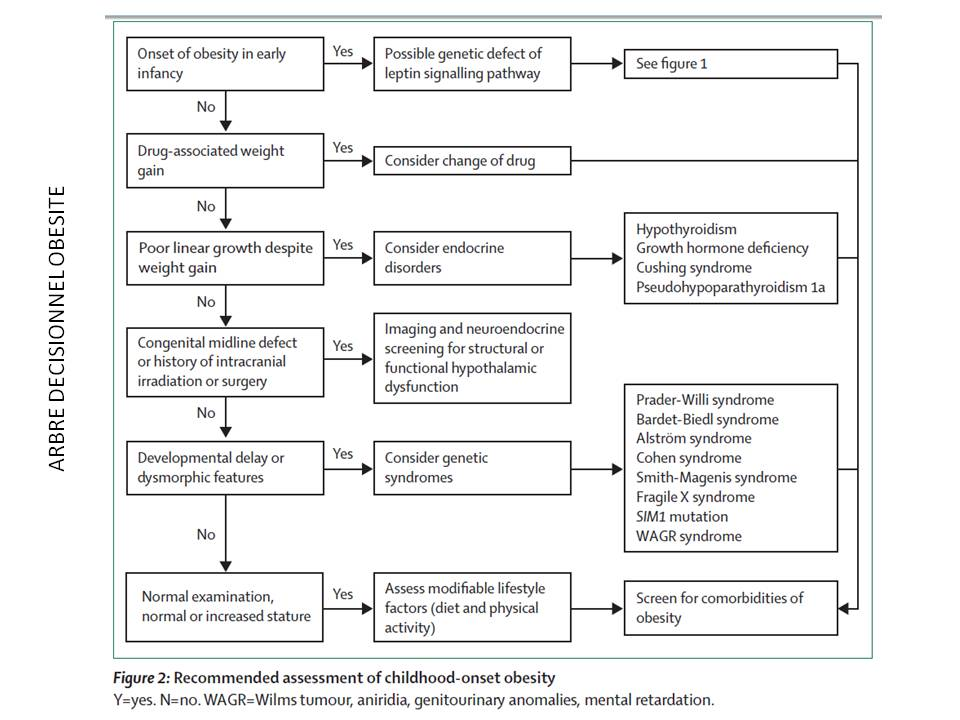 ARBRE DECISIONNEL OBESITE
Onset of obesity in early
infancy
Yes
Possible genetic defect of
leptin signalling pathway
See figure 1
No
Drug-associated weight
gain
Yes
Consider change of drug
No
Poor linear growth despite
weight gain
Yes
Consider endocrine
disorders
Hypothyroidism
Growth hormone deficiency
Cushing syndrome
Pseudohypoparathyroidism 1a
No
Congenital midline defect
or history of intracranial
irradiation or surgery
Yes
Imaging and neuroendocrine
screening for structural or
functional hypothalamic
dysfunction
No
Developmental delay or
dysmorphic features
Yes
Consider genetic
syndromes
Prader-Willi syndrome
Bardet-Biedl syndrome
Alström syndrome
Cohen syndrome
Smith-Magenis syndrome
Fragile X syndrome
SIM1 mutation
WAGR syndrome
No
Normal examination,
normal or increased stature
Yes
Assess modifiable lifestyle
factors (diet and physical
activity)
Screen for comorbidities of
obesity
Figure 2: Recommended assessment of childhood-onset obesity
Y=yes. N=no. WAGR=Wilms tumour, aniridia, genitourinary anomalies, mental retardation.